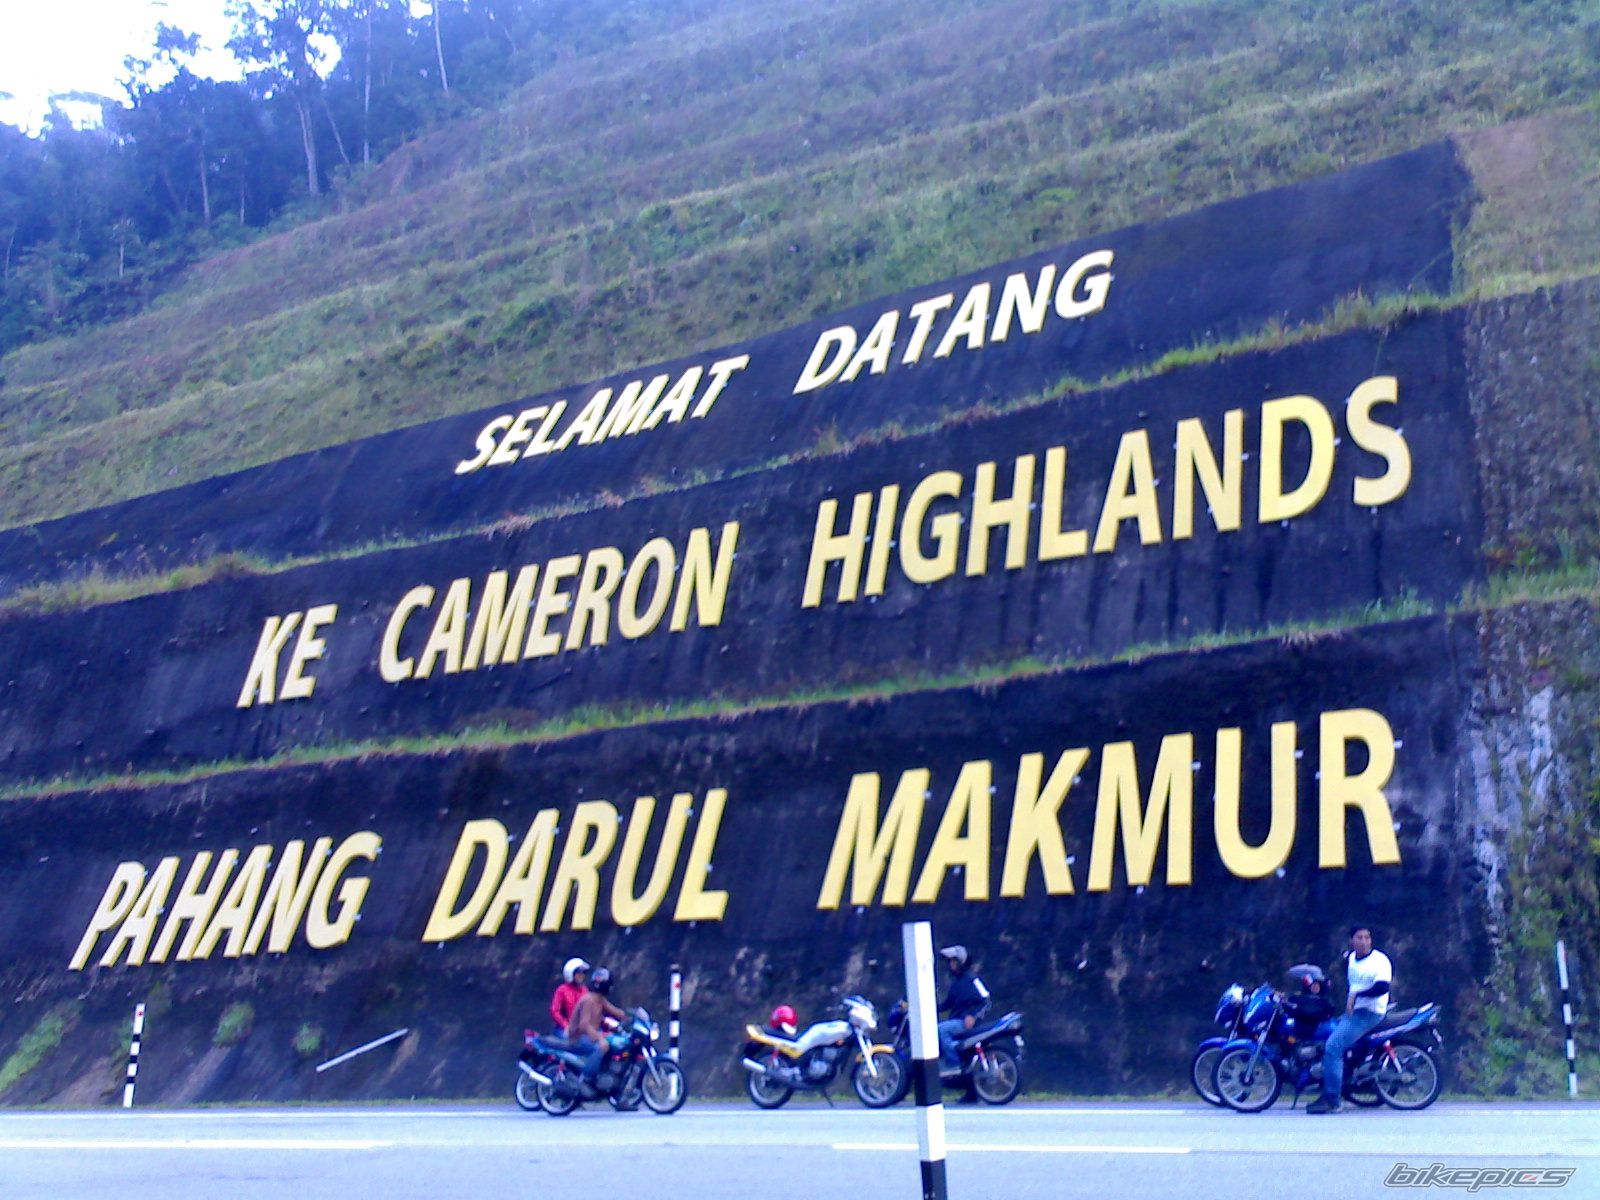 SELAMAT DATANG
KE CAMERON HIGHLANDS
PAHANG DARUL MAKMUR
bikepics